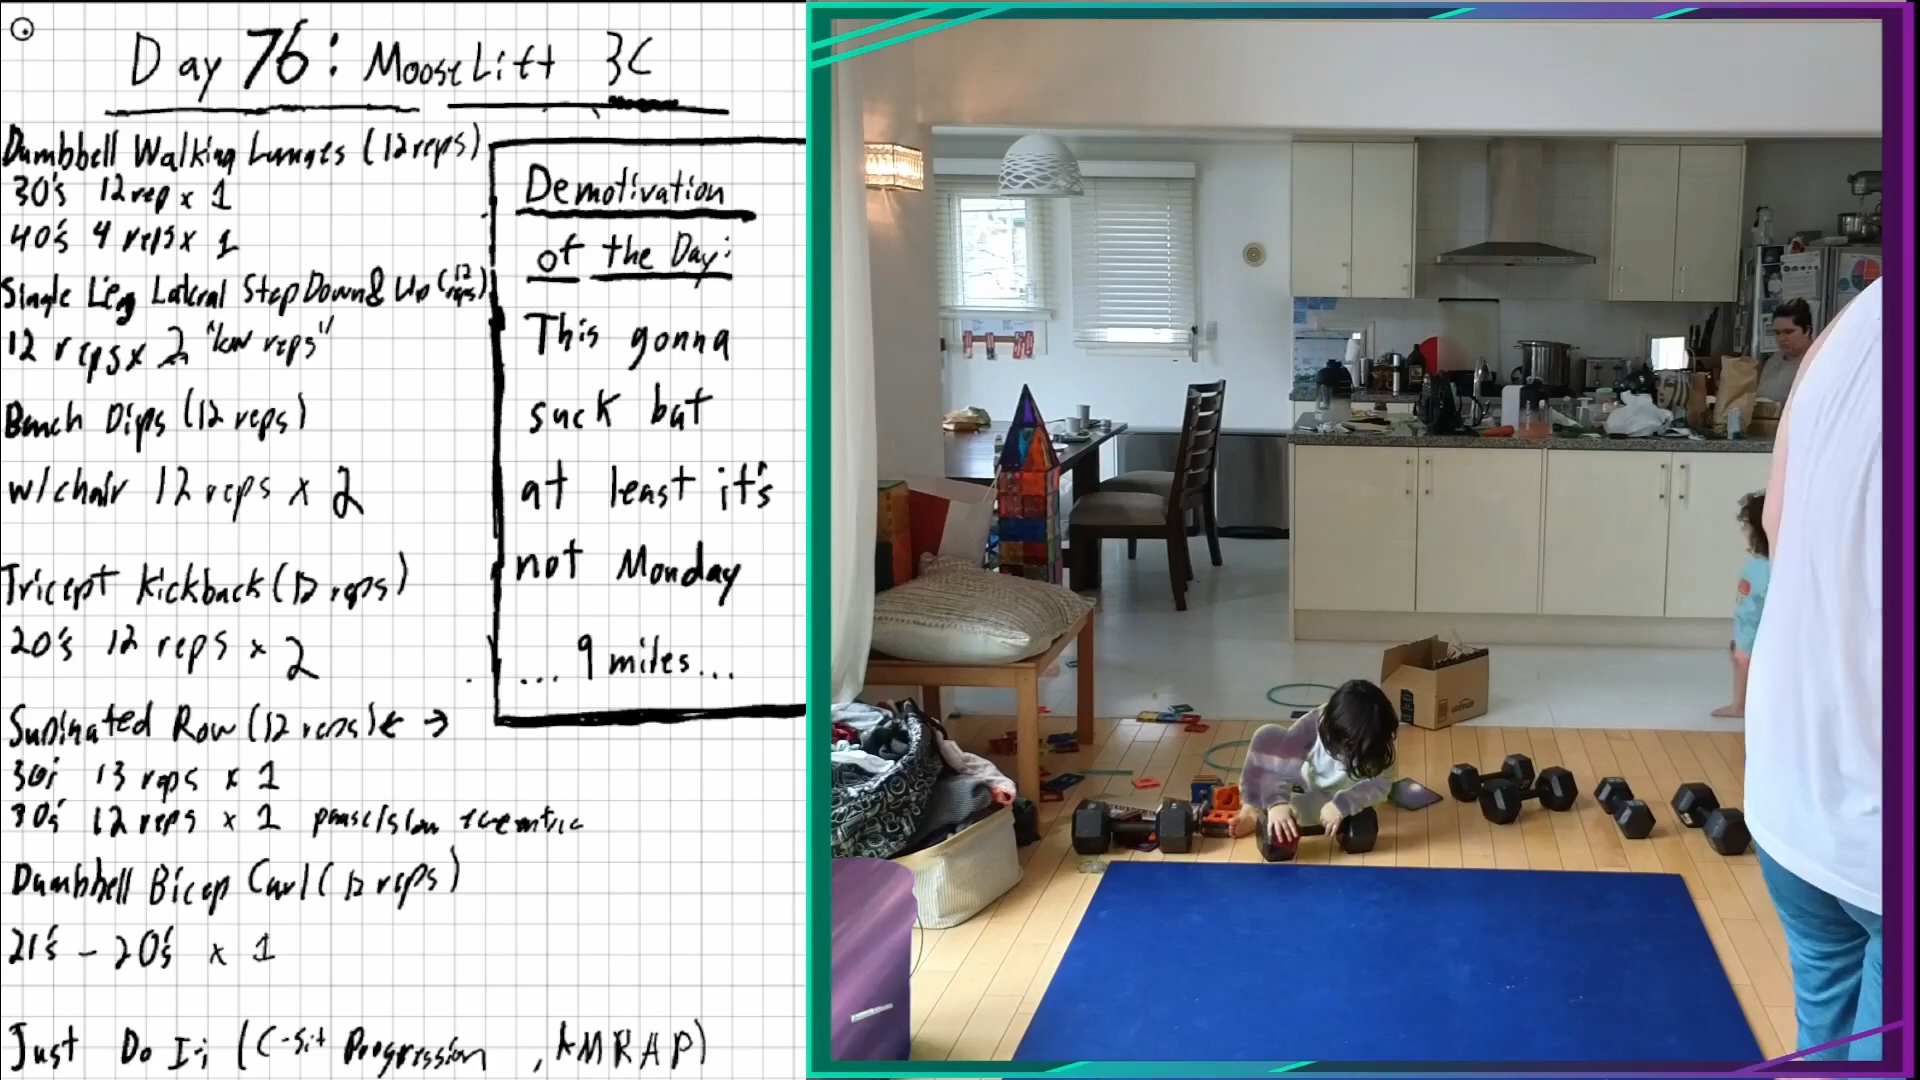 Day 76: MooseLift 3C
Dumbbell Walking Lunges (12 reps)
30's 12 rep x 1
40's 4 reps x 1
Single Leg Lateral Step Down & Up (12 reps)
12 reps x 2 "low reps"
Bench Dips (12 reps)
w/chair 12 reps x 2
Tricept Kickback (12 reps)
20's 12 reps x 2
Supinated Row (12 reps) ← →
30's 13 reps x 1
30's 12 reps x 1 pause/slow eccentric
Dumbbell Bicep Curl (12 reps)
21's - 20's x 1
Just Do It; (C-sit Progression, AMRAP)
Demotivation
of the Day:
This gonna
suck but
at least it's
not Monday
... 9 miles...